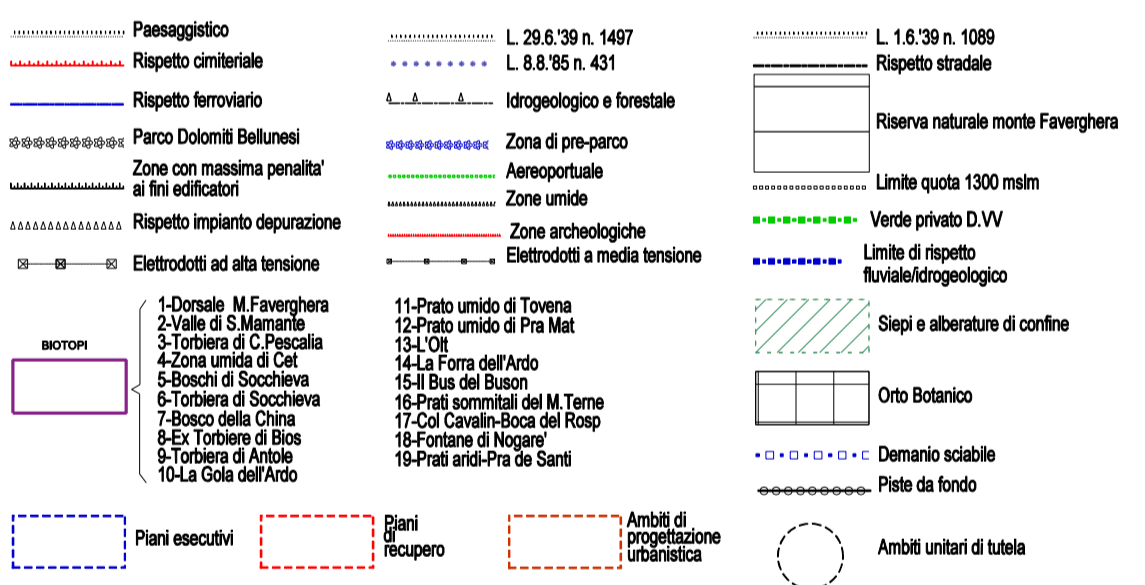 Paesaggistico
Rispetto cimiteriale
Rispetto ferroviario
Parco Dolomiti Bellunesi
Zone con massima penalita'
ai fini edificatori
Rispetto impianto depurazione
Elettrodotti ad alta tensione
L. 29.6.'39 n. 1497
L. 8.8.'85 n. 431
Idrogeologico e forestale
Zona di pre-parco
Aereoportuale
Zone umide
Zone archeologiche
Elettrodotti a media tensione
L. 1.6.'39 n. 1089
Rispetto stradale
Riserva naturale monte Faverghera
Limite quota 1300 mslm
Verde privato D.VV
Limite di rispetto
fluviale/idrogeologico
Siepi e alberature di confine
Orto Botanico
Demanio sciabile
Piste da fondo
Ambiti unitari di tutela
BIOTOPI
1-Dorsale M.Faverghera
2-Valle di S.Mamante
3-Torbiera di C.Pescalia
4-Zona umida di Cet
5-Boschi di Socchieva
6-Torbiera di Socchieva
7-Bosco della China
8-Ex Torbiere di Bios
9-Torbiera di Antole
10-La Gola dell'Ardo
11-Prato umido di Tovena
12-Prato umido di Pra Mat
13-L'Olt
14-La Forra dell'Ardo
15-Il Bus del Buson
16-Prati sommitali del M.Terne
17-Col Cavalin-Boca del Rosp
18-Fontane di Nogare'
19-Prati aridi-Pra de Santi
Piani esecutivi
Piani
di
recupero
Ambiti di
progettazione
urbanistica